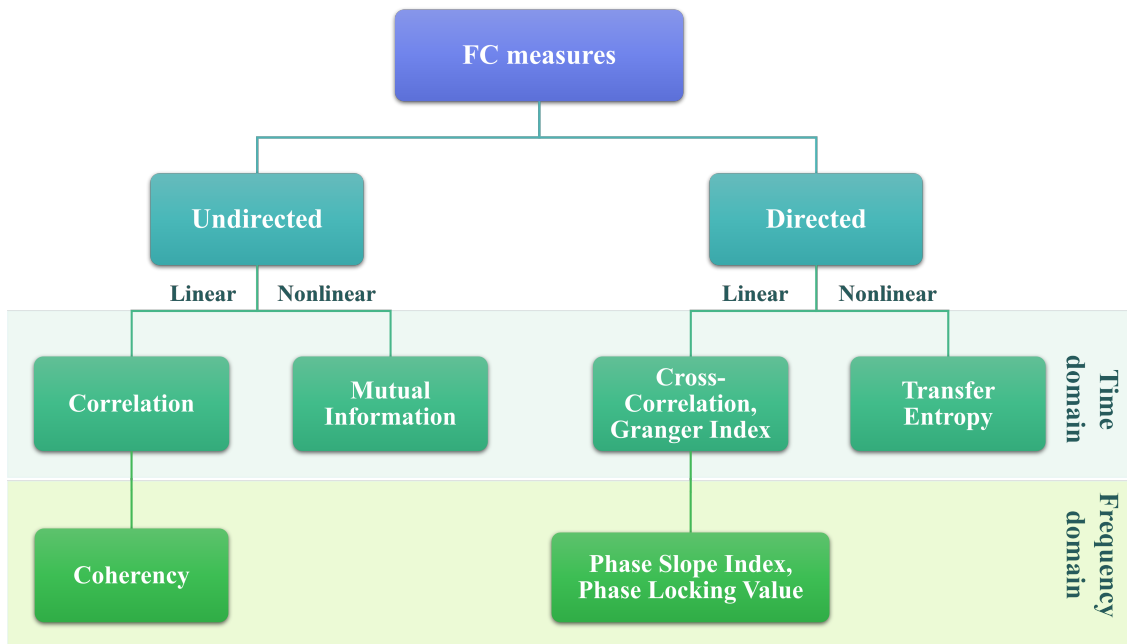 FC measures
Undirected
Directed
Linear
Nonlinear
Linear
Nonlinear
Correlation
Mutual
Information
Cross-
Correlation,
Granger Index
Transfer
Entropy
Time
domain
Coherency
Phase Slope Index,
Phase Locking Value
Frequency
domain